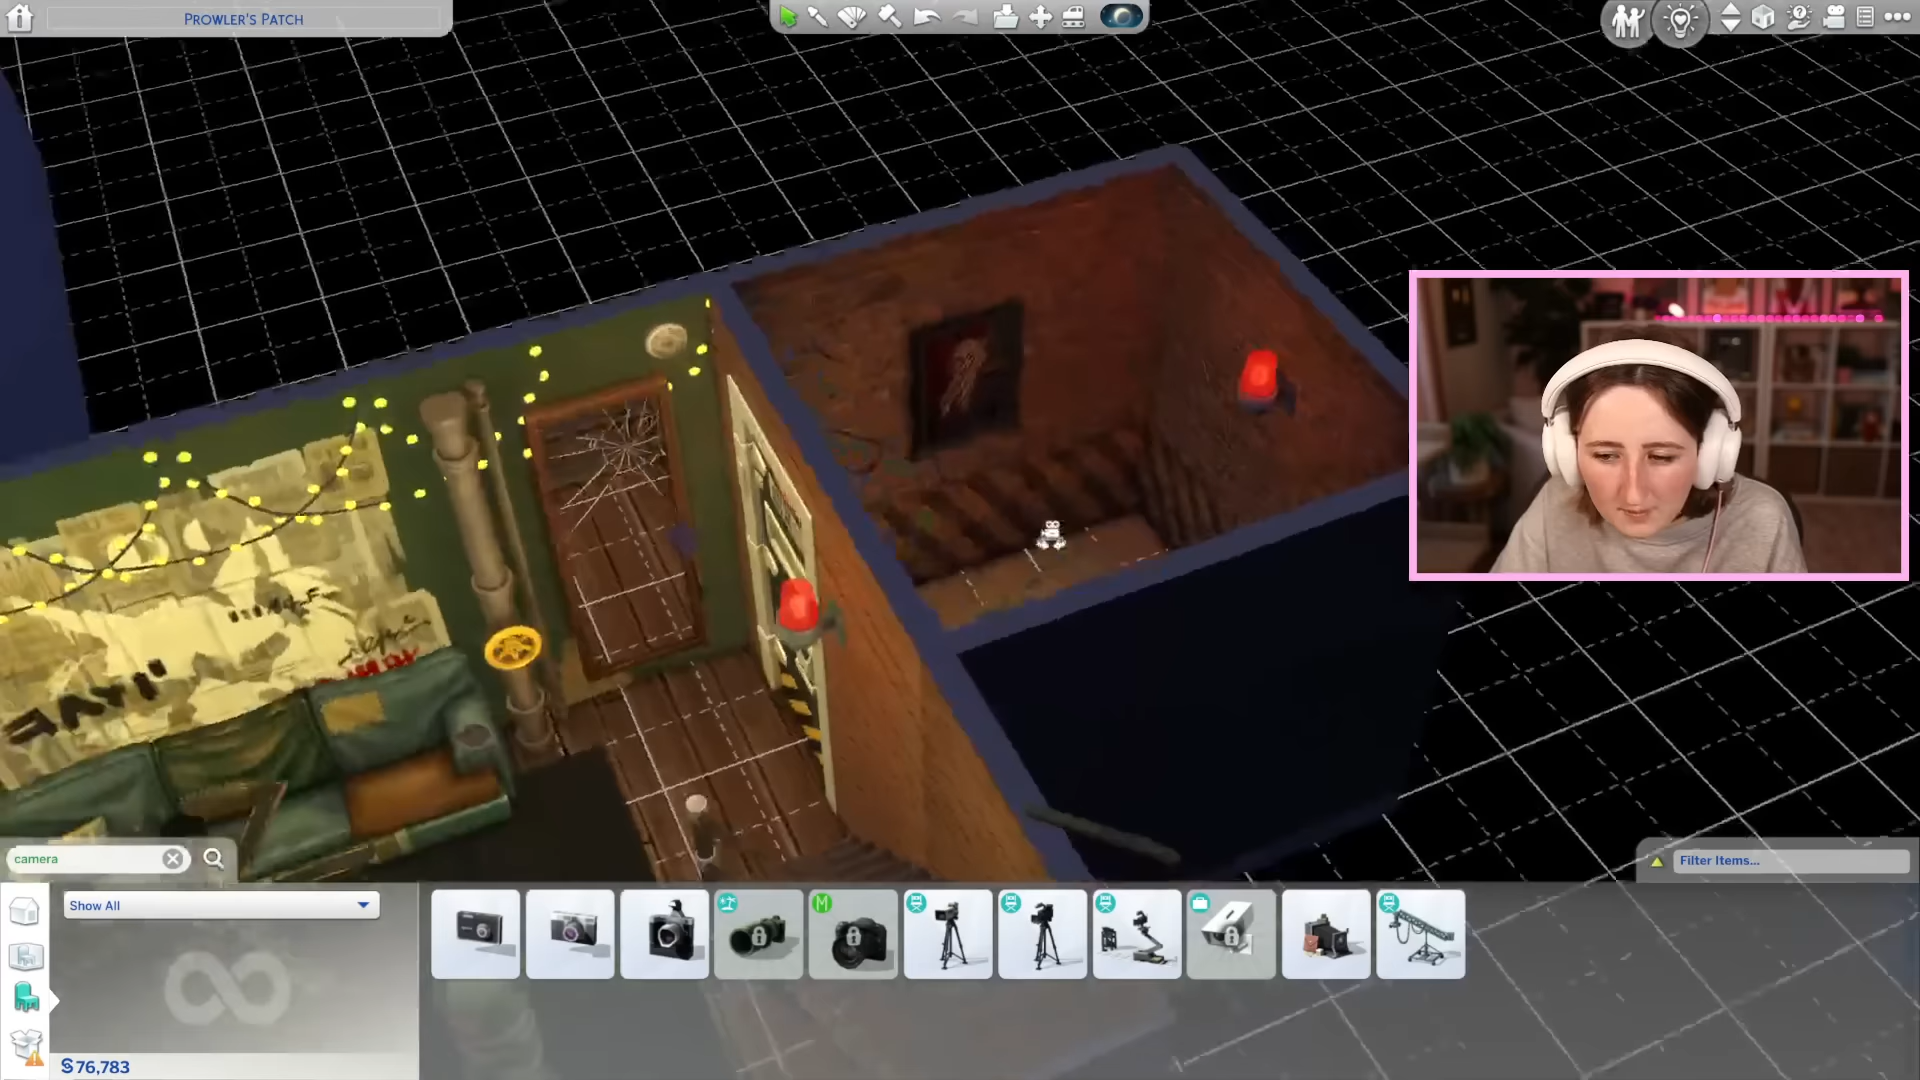 PROWLER'S PATCH
camera
Filter Items...
Show All
M
§76,783